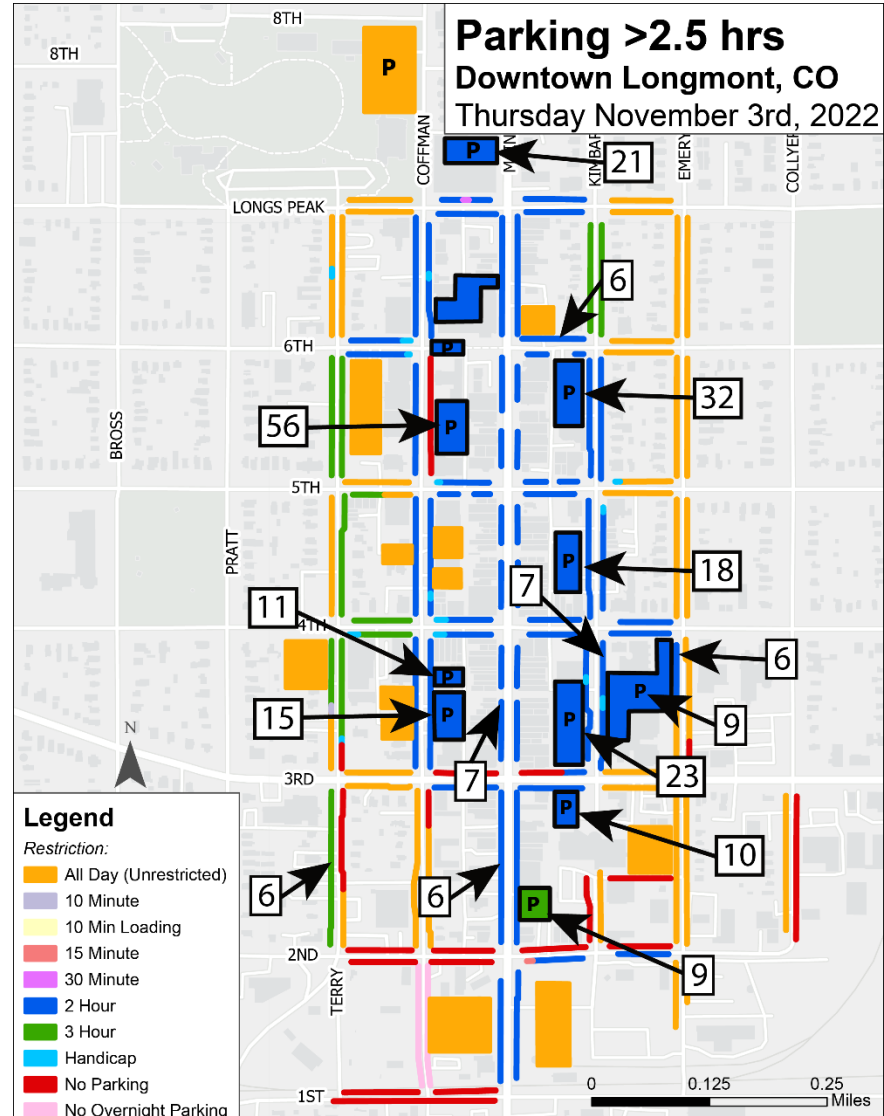 Parking >2.5 hrs
Downtown Longmont, CO
Thursday November 3rd, 2022
8TH
8TH
P
COFFMAN
KIMBAR
EMERY
COLLYER
P
21
LONGS PEAK
6
6TH
P
P
32
56
P
BROSS
5TH
PRATT
P
18
7
11
4TH
6
P
P
15
P
P
9
7
23
N
3RD
P
10
6
6
P
9
2ND
TERRY
1ST
0 0.125 0.25
Miles
Legend
Restriction:
All Day (Unrestricted)
10 Minute
10 Min Loading
15 Minute
30 Minute
2 Hour
3 Hour
Handicap
No Parking
No Overnight Parking